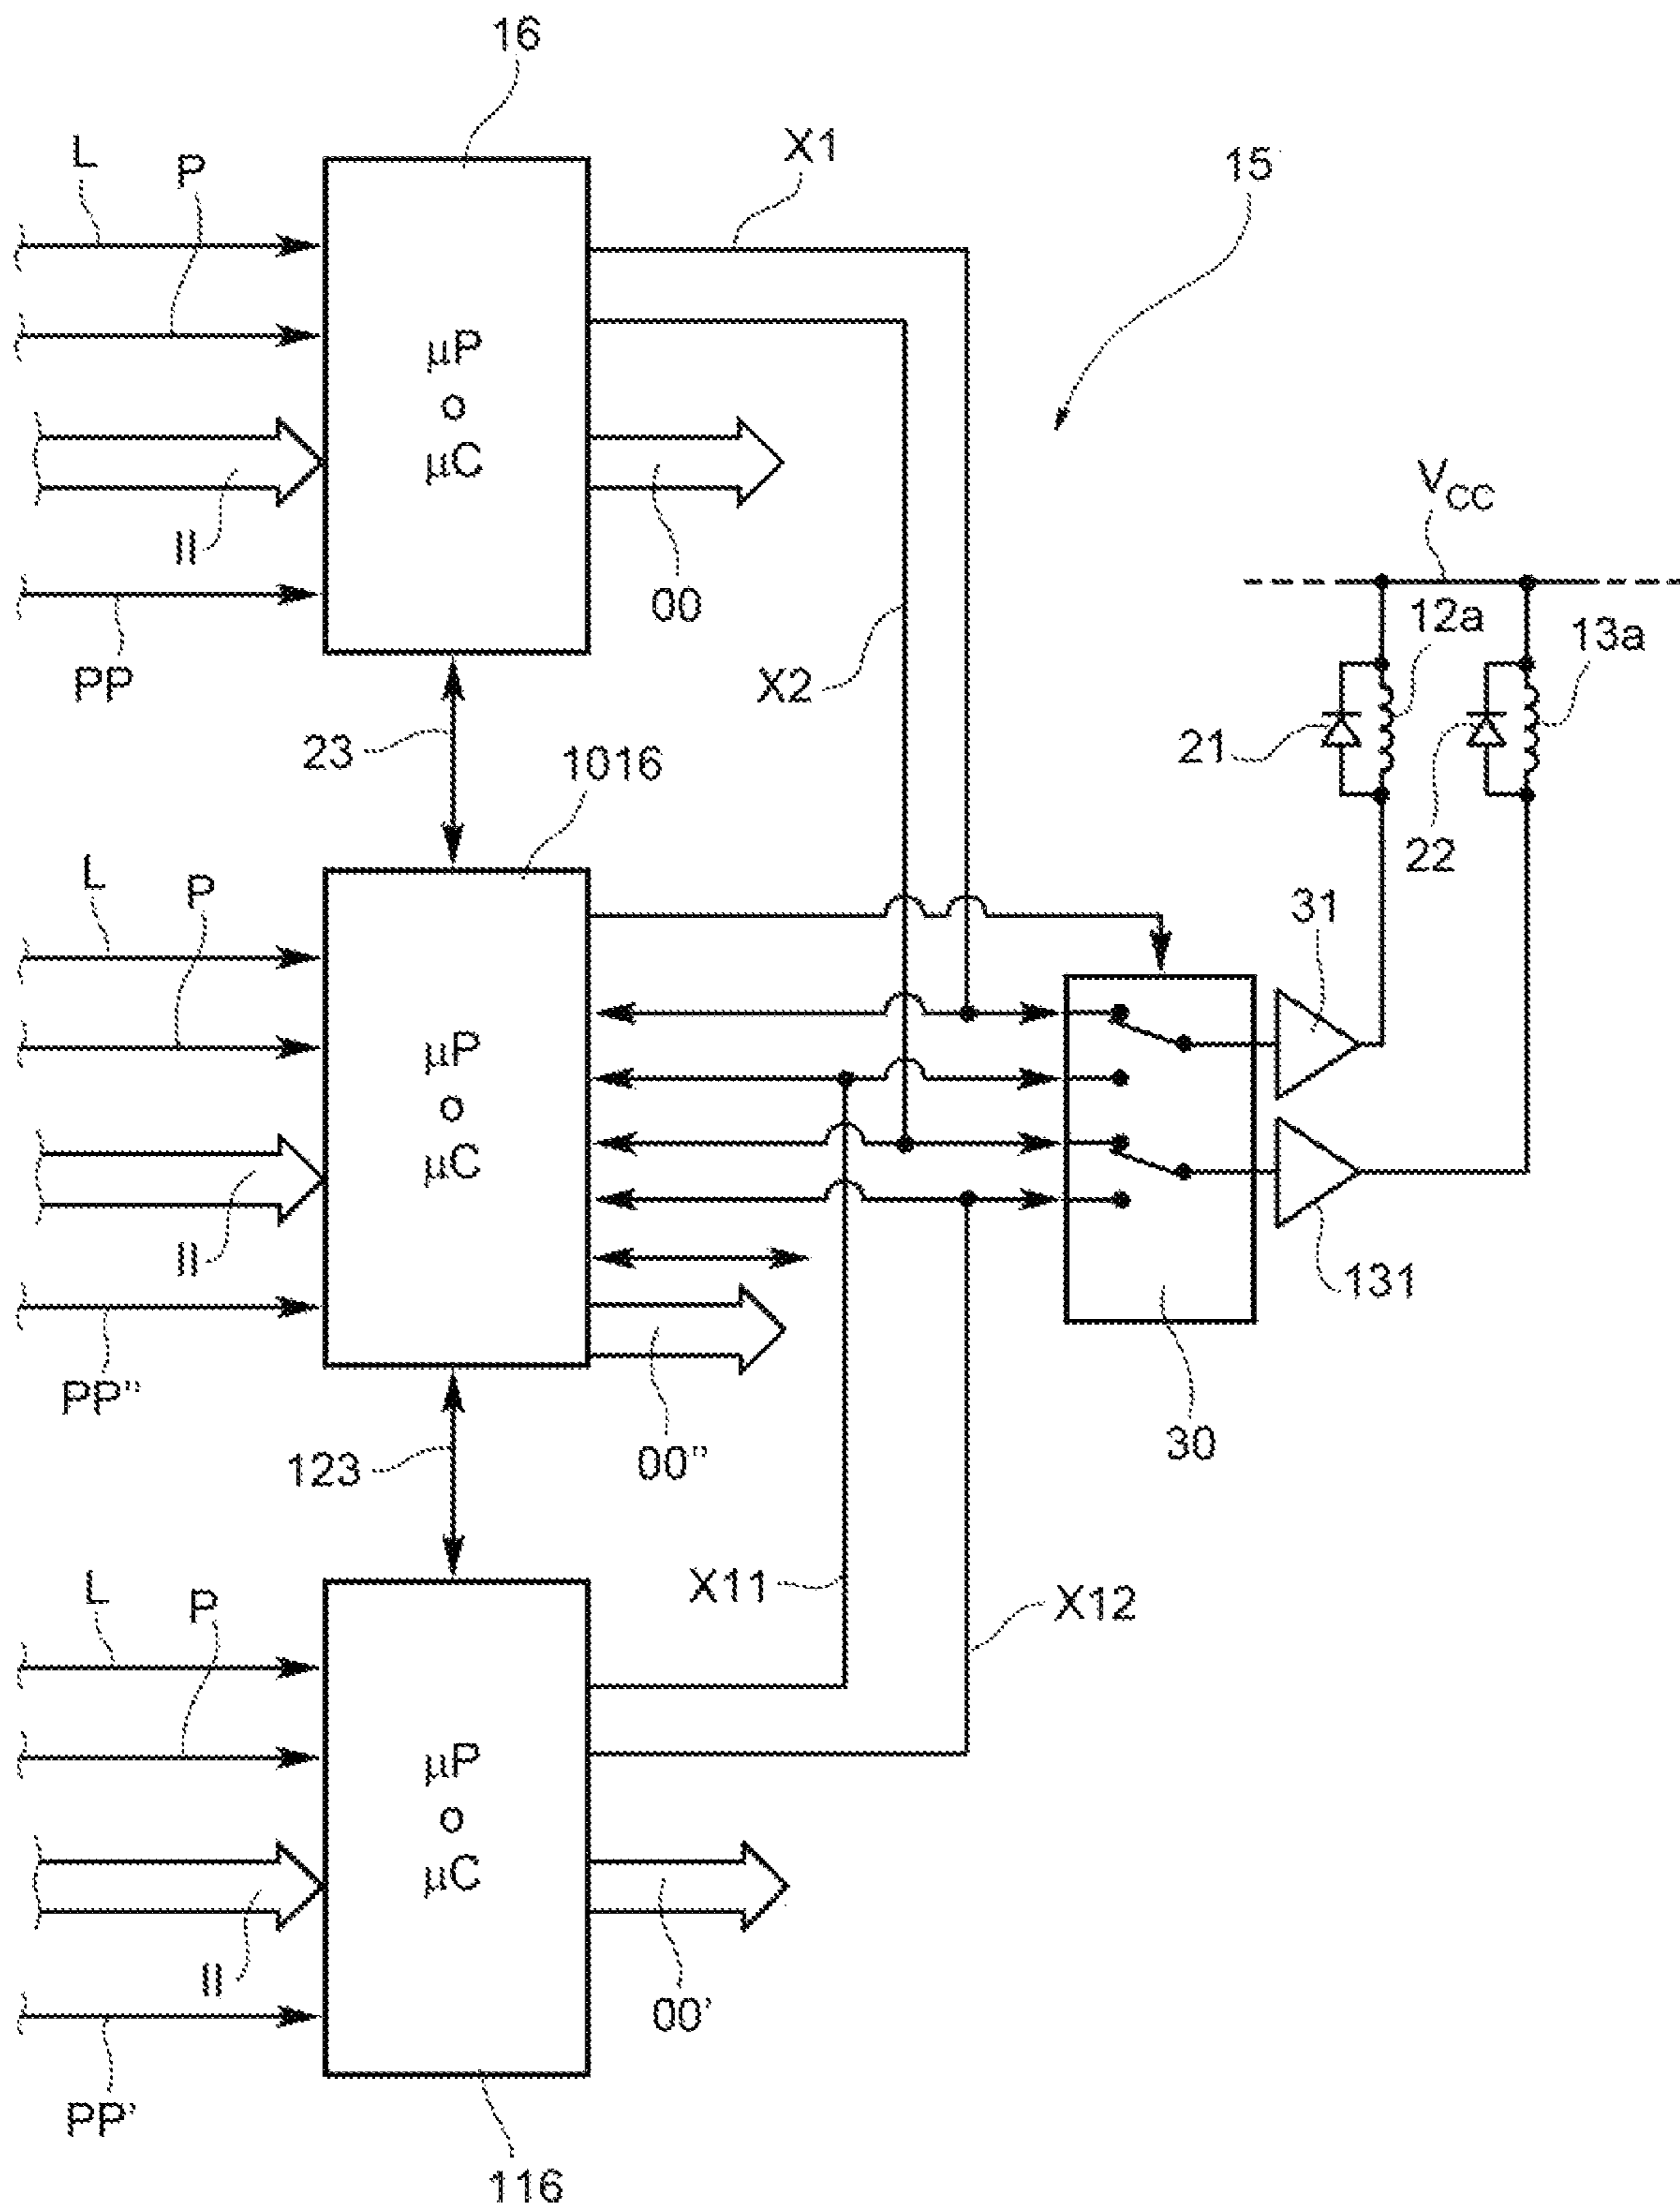 16
L
P
X1
15
μP
o
μC
V CC
II
00
12a
13a
PP
X2
23
21
1016
22
L
P
31
μP
o
μC
II
131
PP"
00"
30
123
L
P
X11
X12
μP
o
μC
II
00'
PP'
116